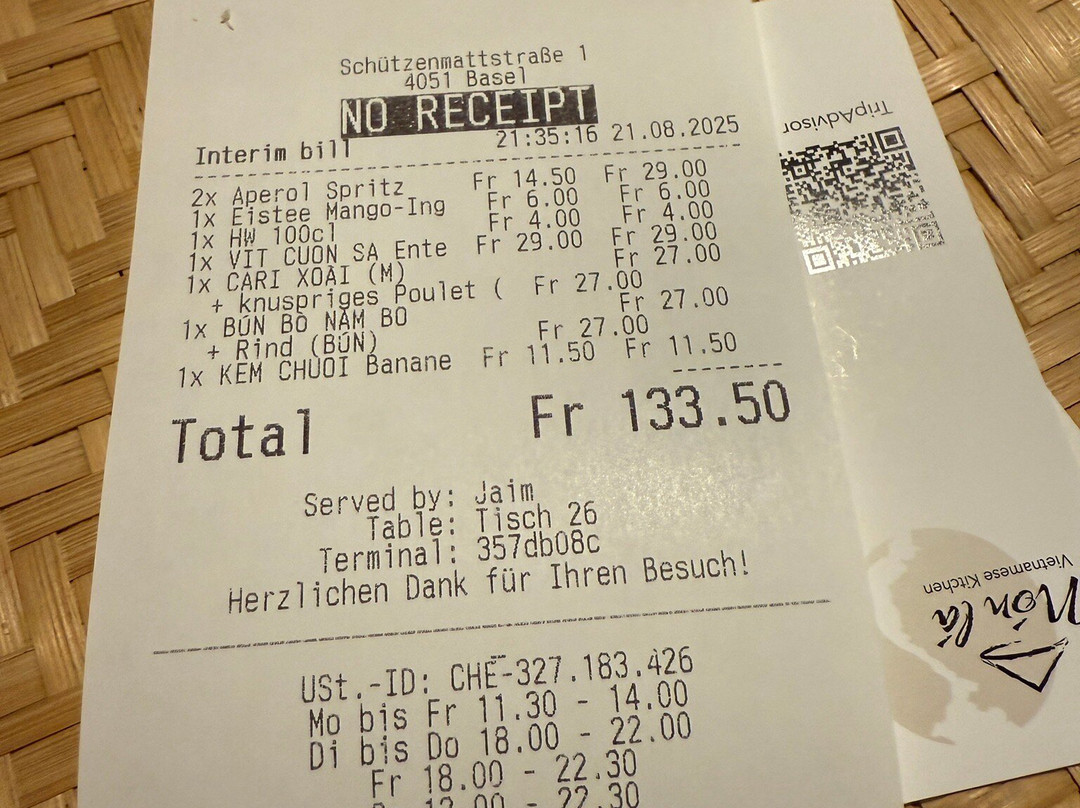 Schützenmattstraße 1
4051 Basel
NO RECEIPT
Interim bill 21:35:16 21.08.2025
2x Aperol Spritz Fr 14.50 Fr 29.00
1x Eistee Mango-Ing Fr 6.00 Fr 6.00
1x HW 100cl Fr 4.00 Fr 4.00
1x VIT CUON SA Ente Fr 29.00 Fr 29.00
1x CARI XOÀI (M) Fr 27.00
+ knuspriges Poulet ( Fr 27.00
1x BÚN BÒ NAM BO Fr 27.00
+ Rind (BÚN) Fr 27.00
1x KEM CHUOI Banane Fr 11.50 Fr 11.50
Total Fr 133.50
Served by: Jaim
Table: Tisch 26
Terminal: 357db08c
Herzlichen Dank für Ihren Besuch!
USt.-ID: CHE-327.183.426
Mo bis Fr 11.30 - 14.00
Di bis Do 18.00 - 22.00
Fr 18.00 - 22.30
TripAdvisor
Nón lá
Vietnamese Kitchen